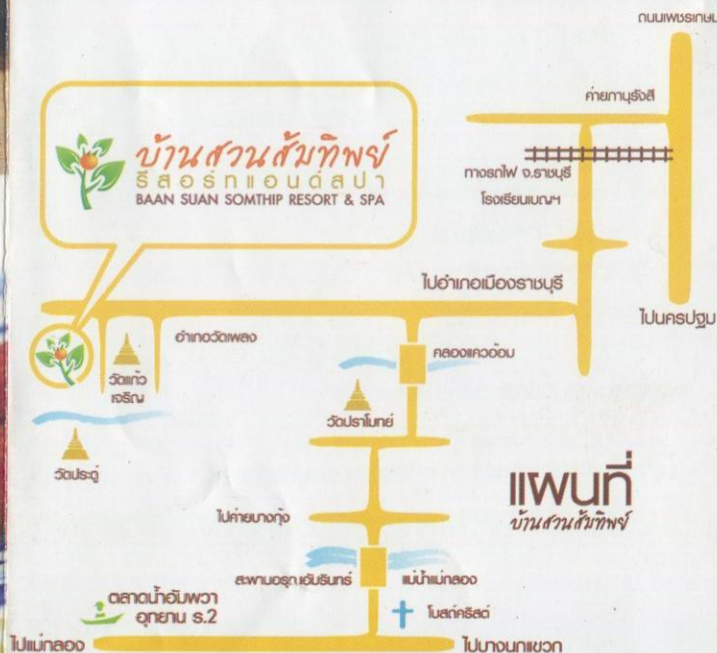 ถนนเพชรเกษม
ค่ายภานุรังสี
บ้านสวนส้มทิพย์
รีสอร์ทแอนด์สปา
BAAN SUAN SOMTHIP RESORT & SPA
ทางรถไฟ จ.ราชบุรี
โรงเรียนเบญฯ
ไปอำเภอเมืองราชบุรี
ไปนครปฐม
อำเภอวัดเพลง
คลองแควอ้อม
วัดแก้ว
เจริญ
วัดปราโมทย์
วัดประดู่
แผนที่
บ้านสวนส้มทิพย์
ไปค่ายบางกุ้ง
สะพานอรุณอัมรินทร์
แม่น้ำแม่กลอง
ตลาดน้ำอัมพวา
อุทยาน ร.2
โบสถ์คริสต์
ไปแม่กลอง
ไปบางนกแขวก